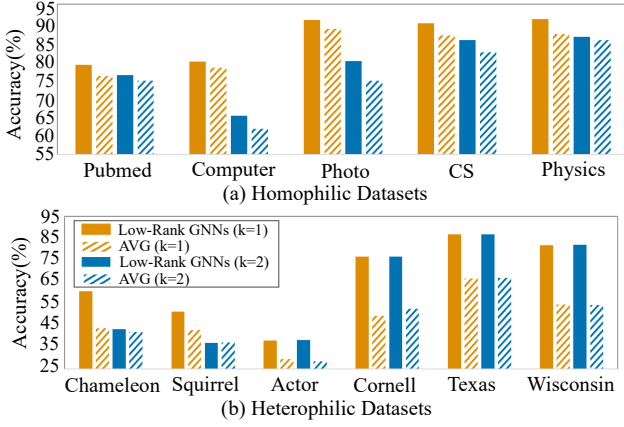 Accuracy(%)
95
90
85
80
75
70
65
60
55
Pubmed Computer Photo CS Physics
(a) Homophilic Datasets
Accuracy(%)
95
85
75
65
55
45
35
25
Low-Rank GNNs (k=1)
AVG (k=1)
Low-Rank GNNs (k=2)
AVG (k=2)
Chameleon Squirrel Actor Cornell Texas Wisconsin
(b) Heterophilic Datasets